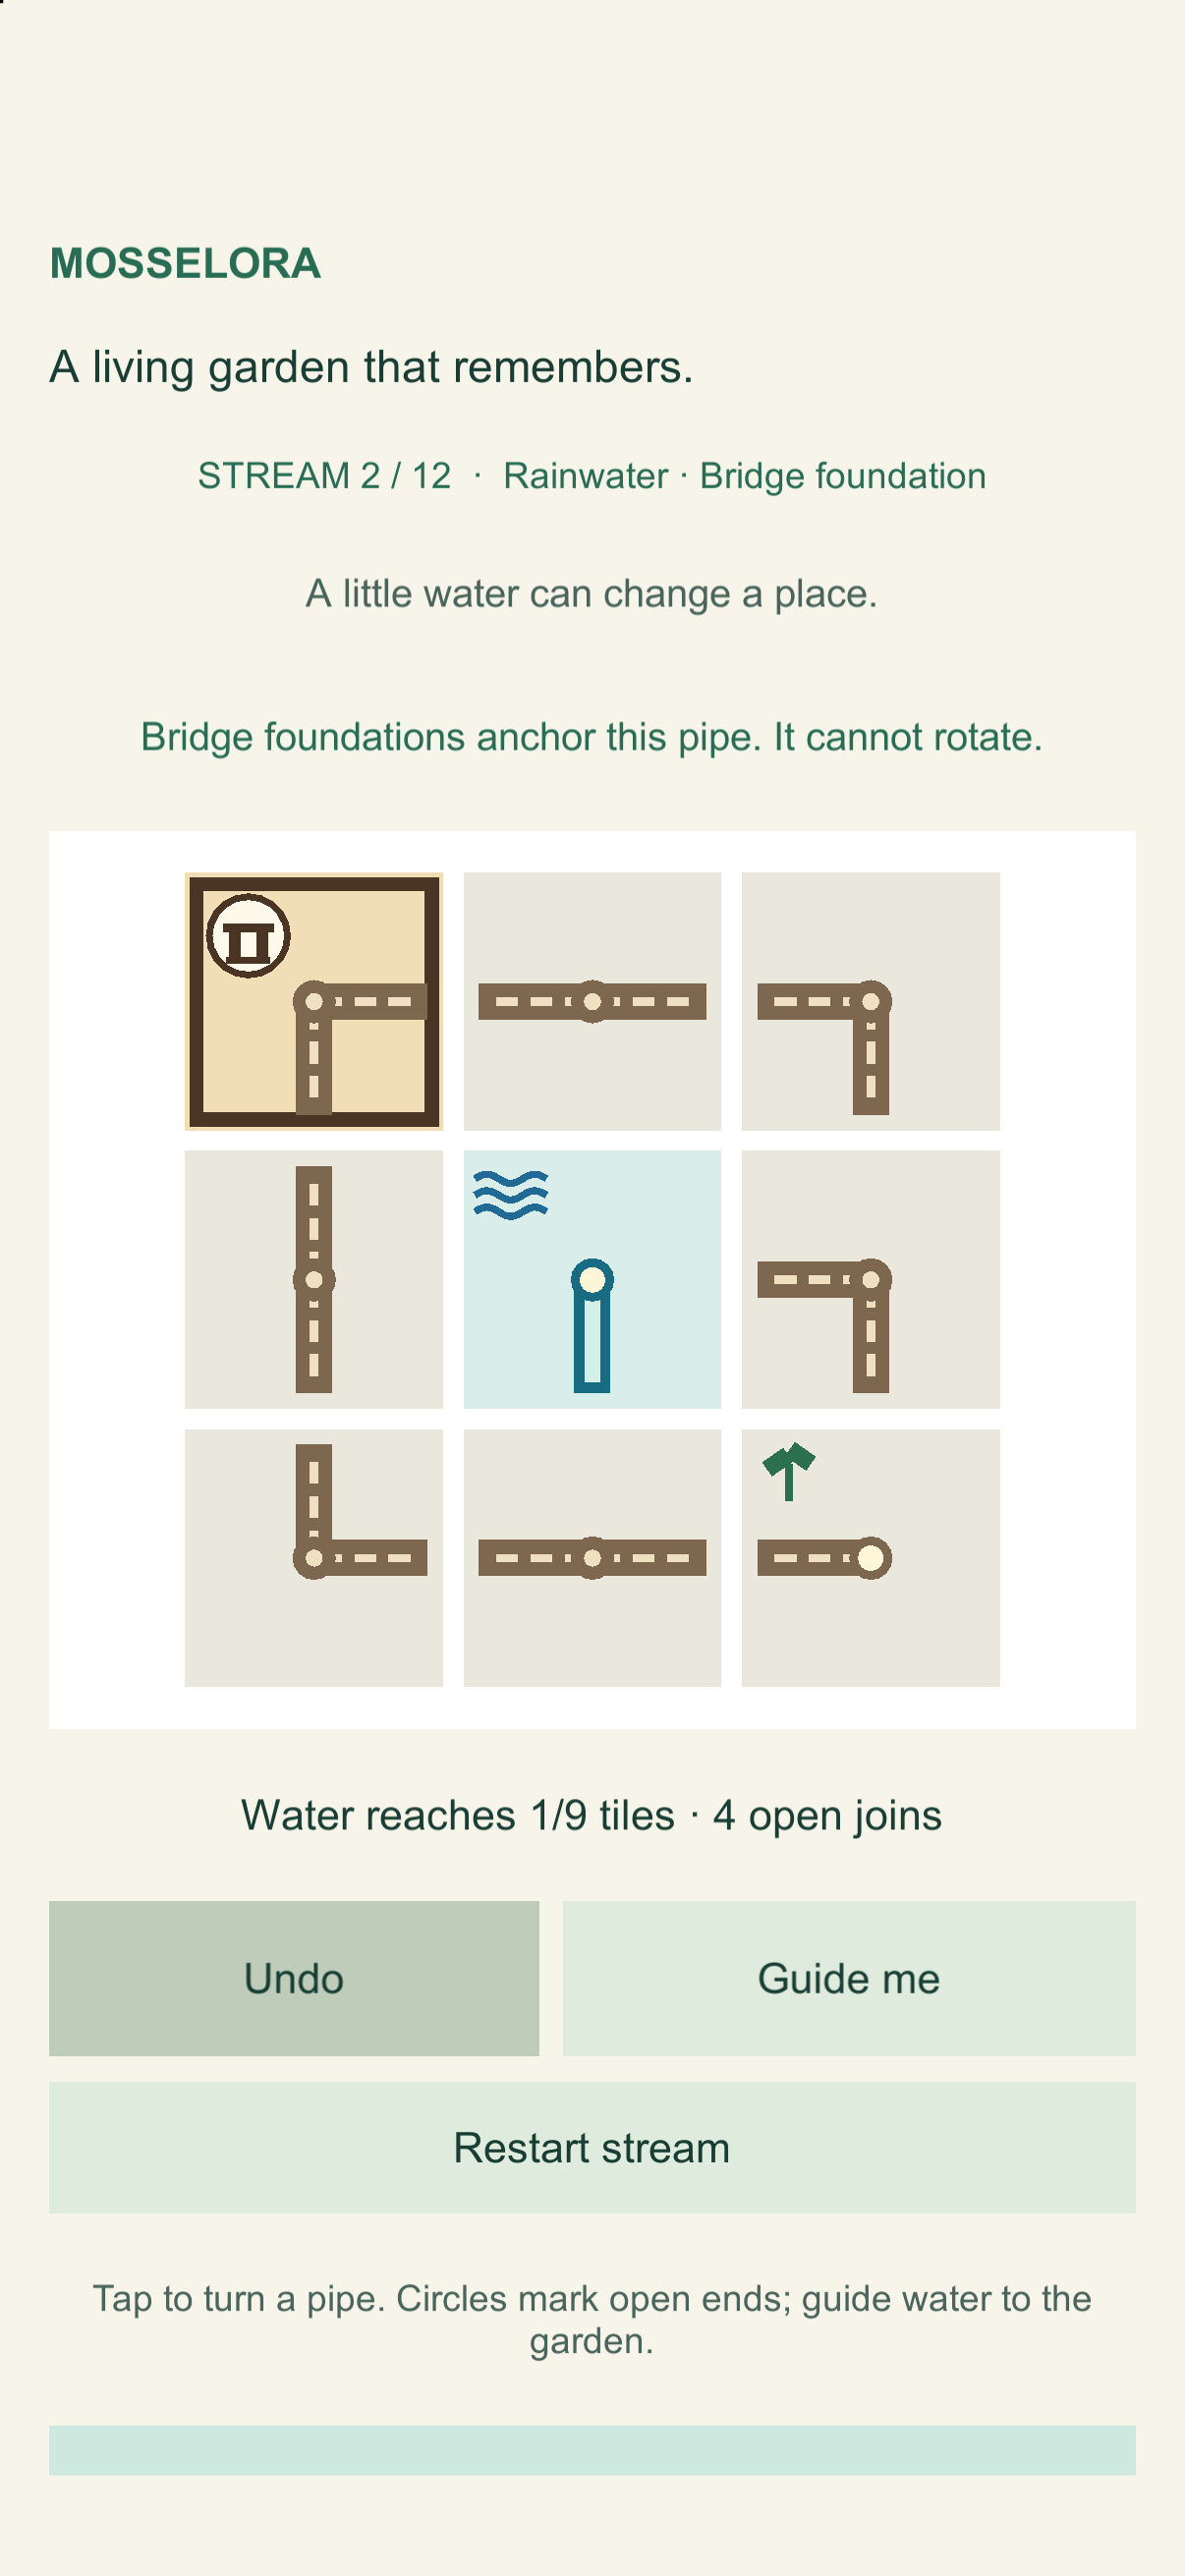 MOSSELORA
A living garden that remembers.
STREAM 2 / 12 · Rainwater · Bridge foundation
A little water can change a place.
Bridge foundations anchor this pipe. It cannot rotate.
Water reaches 1/9 tiles · 4 open joins
Undo
Guide me
Restart stream
Tap to turn a pipe. Circles mark open ends; guide water to the
garden.